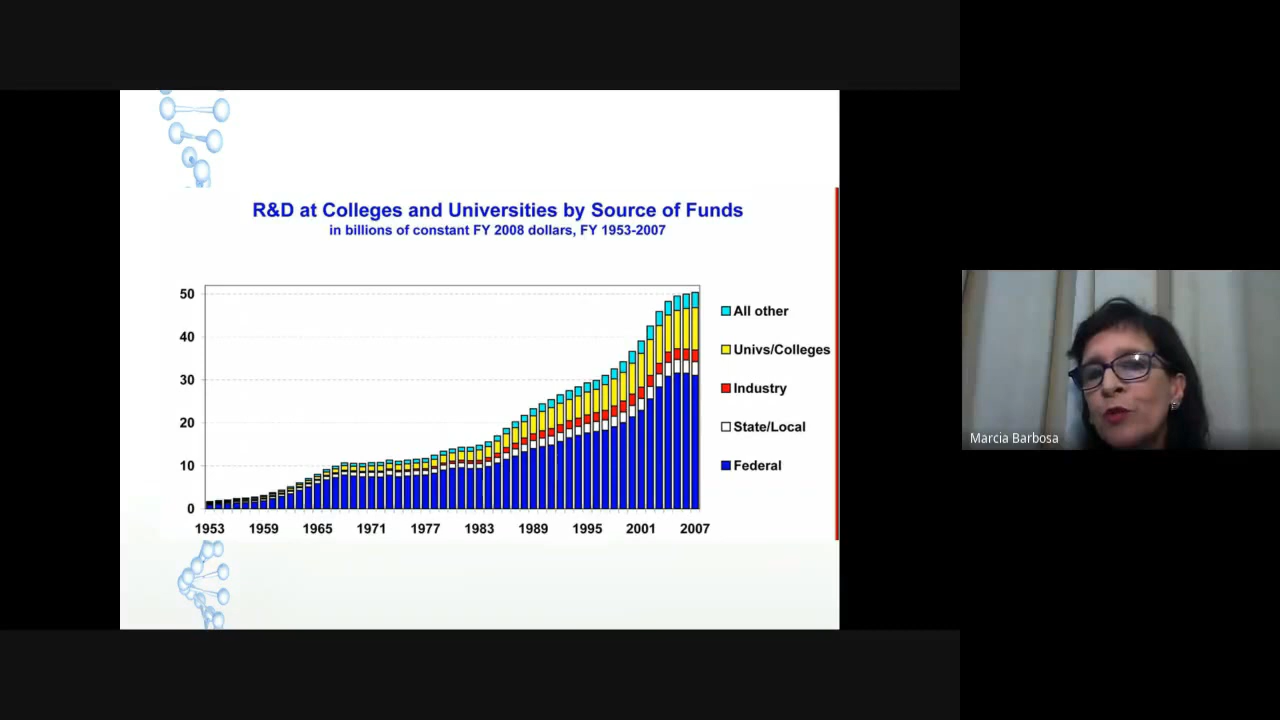 R&D at Colleges and Universities by Source of Funds
in billions of constant FY 2008 dollars, FY 1953-2007
50
40
30
20
10
0
1953 1959 1965 1971 1977 1983 1989 1995 2001 2007
All other
Univs/Colleges
Industry
State/Local
Federal
Marcia Barbosa